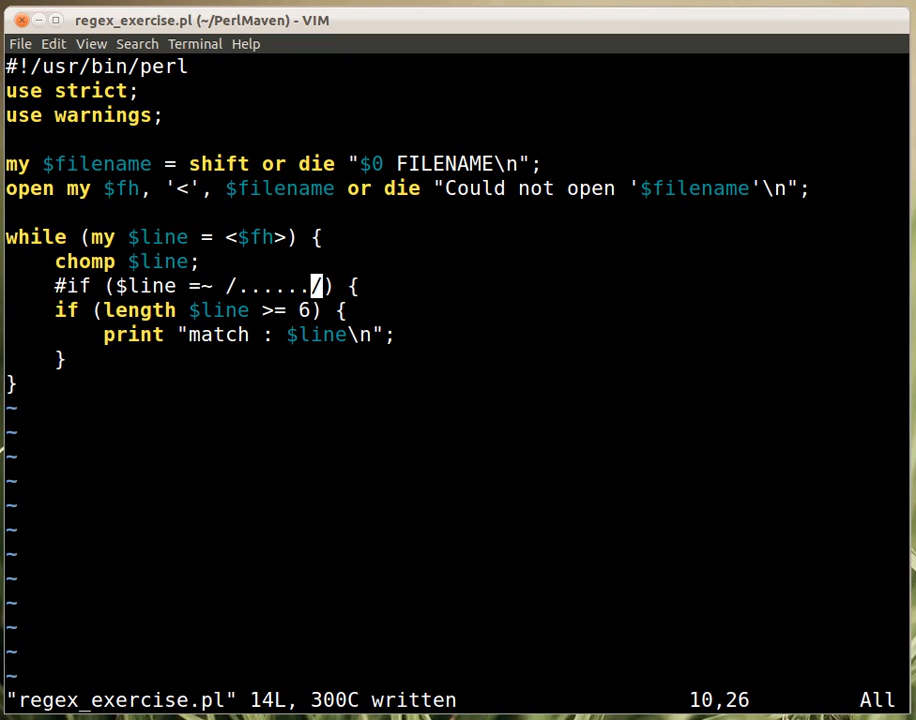 regex_exercise.pl (~/PerlMaven) - VIM
File Edit View Search Terminal Help
#!/usr/bin/perl
use strict;
use warnings;

my $filename = shift or die "$0 FILENAME\n";
open my $fh, '<', $filename or die "Could not open '$filename'\n";

while (my $line = <$fh>) {
    chomp $line;
    #if ($line =~ /....../) {
    if (length $line >= 6) {
        print "match : $line\n";
    }
}
~
~
~
~
~
~
~
~
~
~
~
~
"regex_exercise.pl" 14L, 300C written 10,26 All